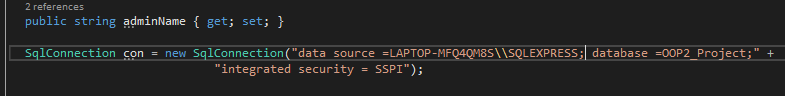 2 references
public string adminName { get; set; }
SqlConnection con = new SqlConnection("data source =LAPTOP-MFQ4QM8S\\SQLEXPRESS; database =OOP2_Project;" +
"integrated security = SSPI");